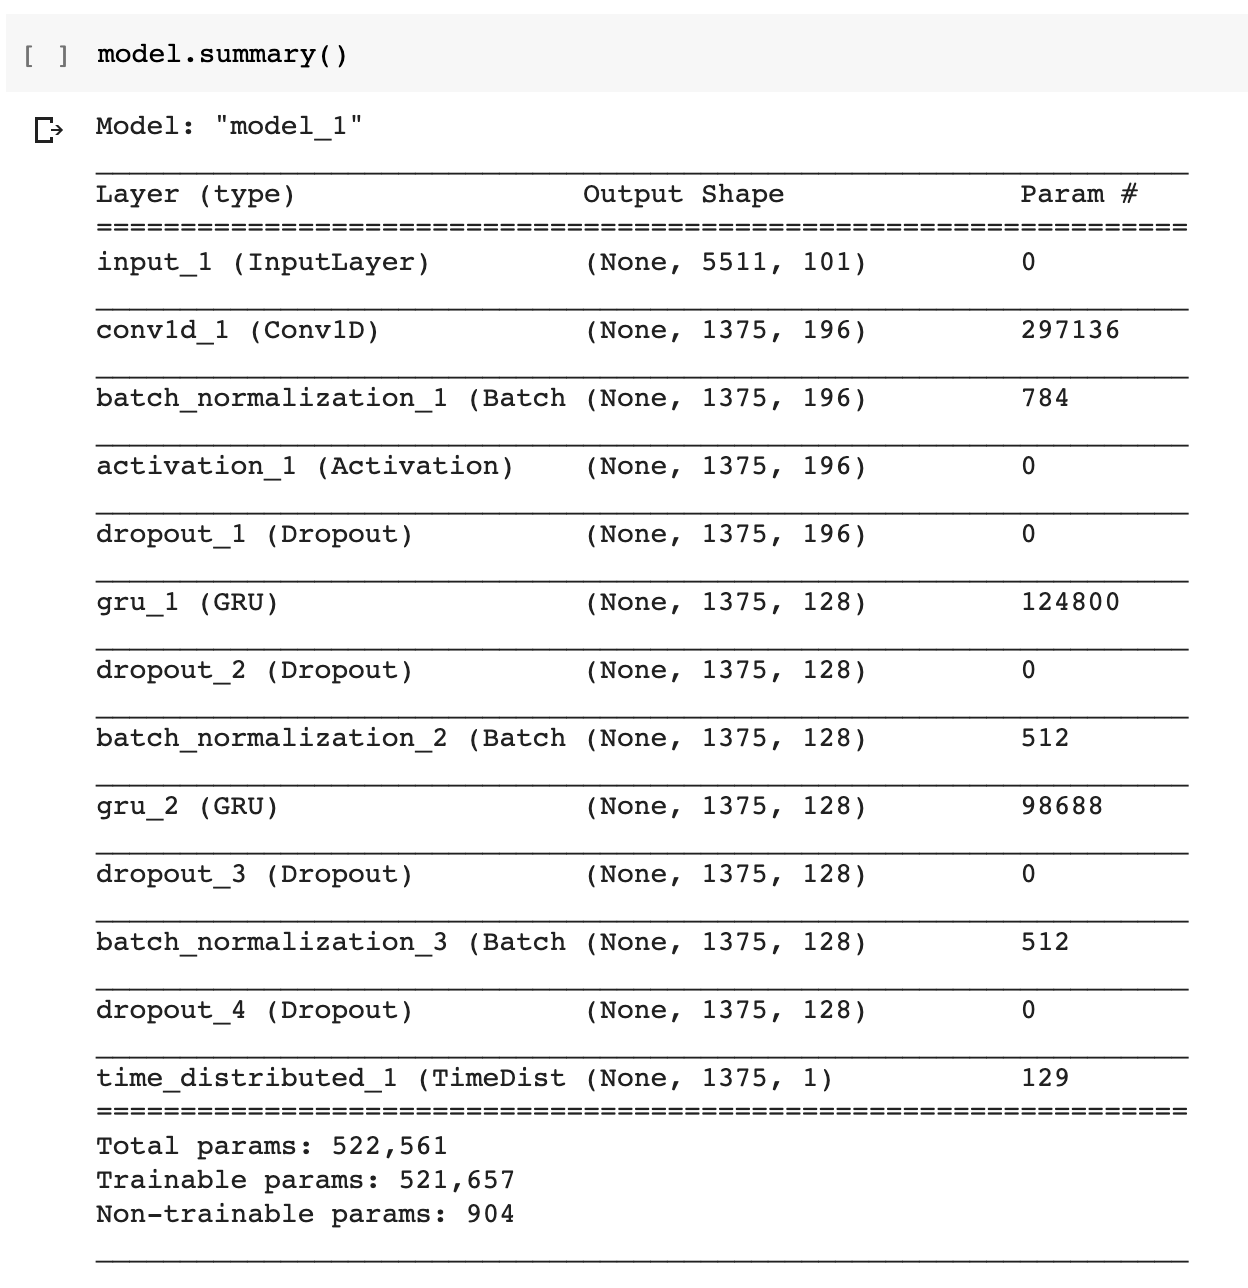 [ ] model.summary()
Model: "model_1"
Layer (type) Output Shape Param #
=================================================================
input_1 (InputLayer) (None, 5511, 101) 0
conv1d_1 (Conv1D) (None, 1375, 196) 297136
batch_normalization_1 (Batch (None, 1375, 196) 784
activation_1 (Activation) (None, 1375, 196) 0
dropout_1 (Dropout) (None, 1375, 196) 0
gru_1 (GRU) (None, 1375, 128) 124800
dropout_2 (Dropout) (None, 1375, 128) 0
batch_normalization_2 (Batch (None, 1375, 128) 512
gru_2 (GRU) (None, 1375, 128) 98688
dropout_3 (Dropout) (None, 1375, 128) 0
batch_normalization_3 (Batch (None, 1375, 128) 512
dropout_4 (Dropout) (None, 1375, 128) 0
time_distributed_1 (TimeDist (None, 1375, 1) 129
=================================================================
Total params: 522,561
Trainable params: 521,657
Non-trainable params: 904